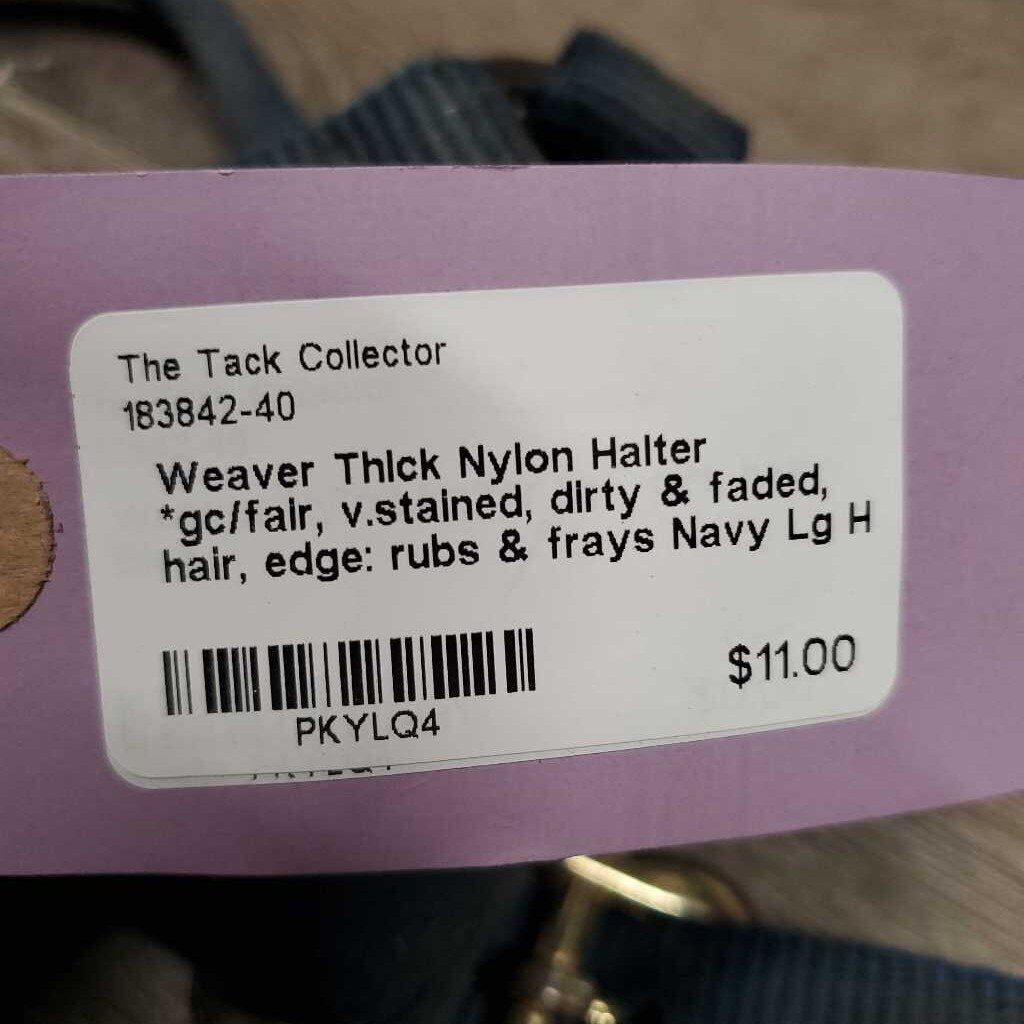 The Tack Collector
183842-40
Weaver Thick Nylon Halter
*gc/fair, v.stained, dirty & faded,
hair, edge: rubs & frays Navy Lg H
PKYLQ4
$11.00